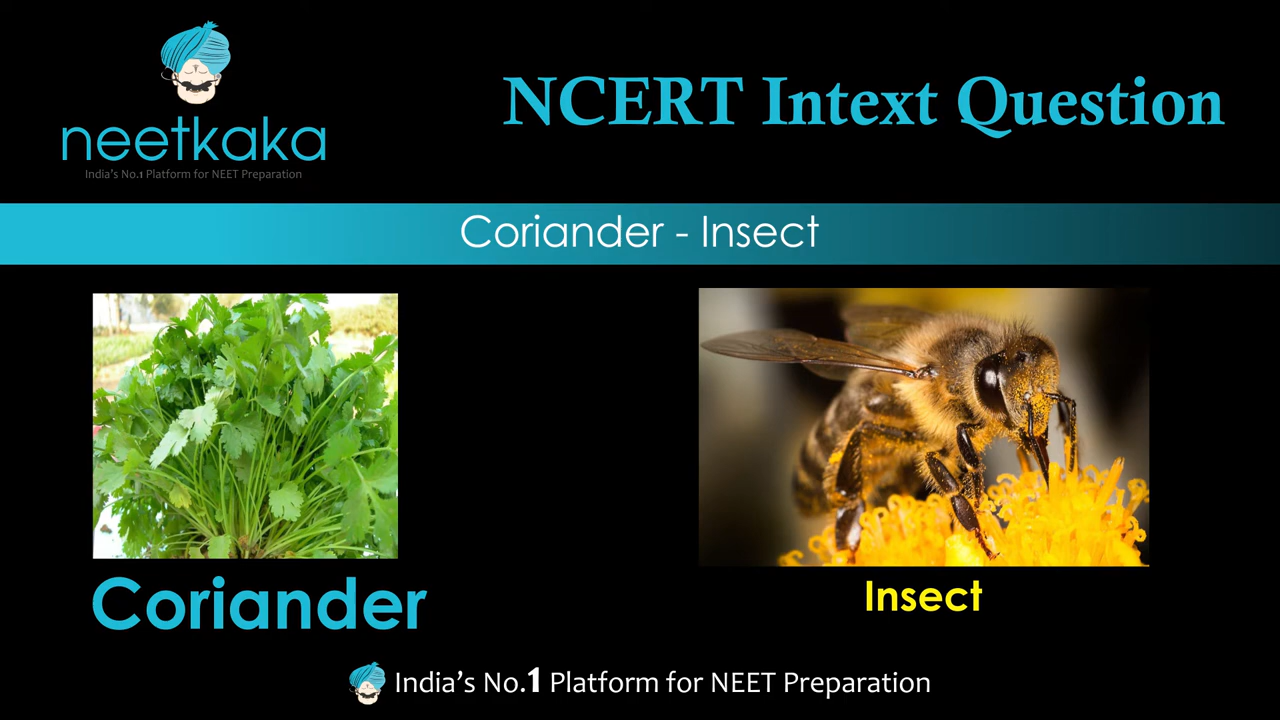 neetkaka
India's No.1 Platform for NEET Preparation
NCERT Intext Question
Coriander - Insect
Coriander
Insect
India's No.1 Platform for NEET Preparation